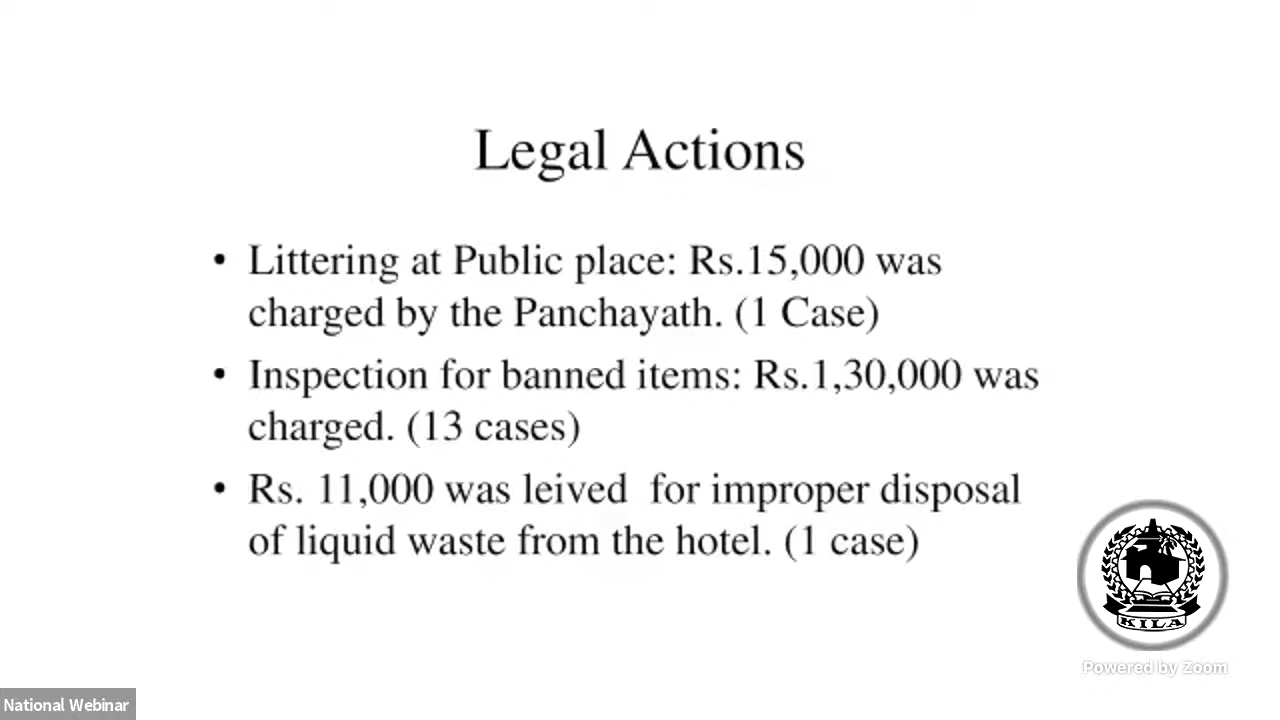 Legal Actions
• Littering at Public place: Rs.15,000 was
charged by the Panchayath. (1 Case)
• Inspection for banned items: Rs.1,30,000 was
charged. (13 cases)
• Rs. 11,000 was leived  for improper disposal
of liquid waste from the hotel. (1 case)
KILA
Powered by Zoom
National Webinar